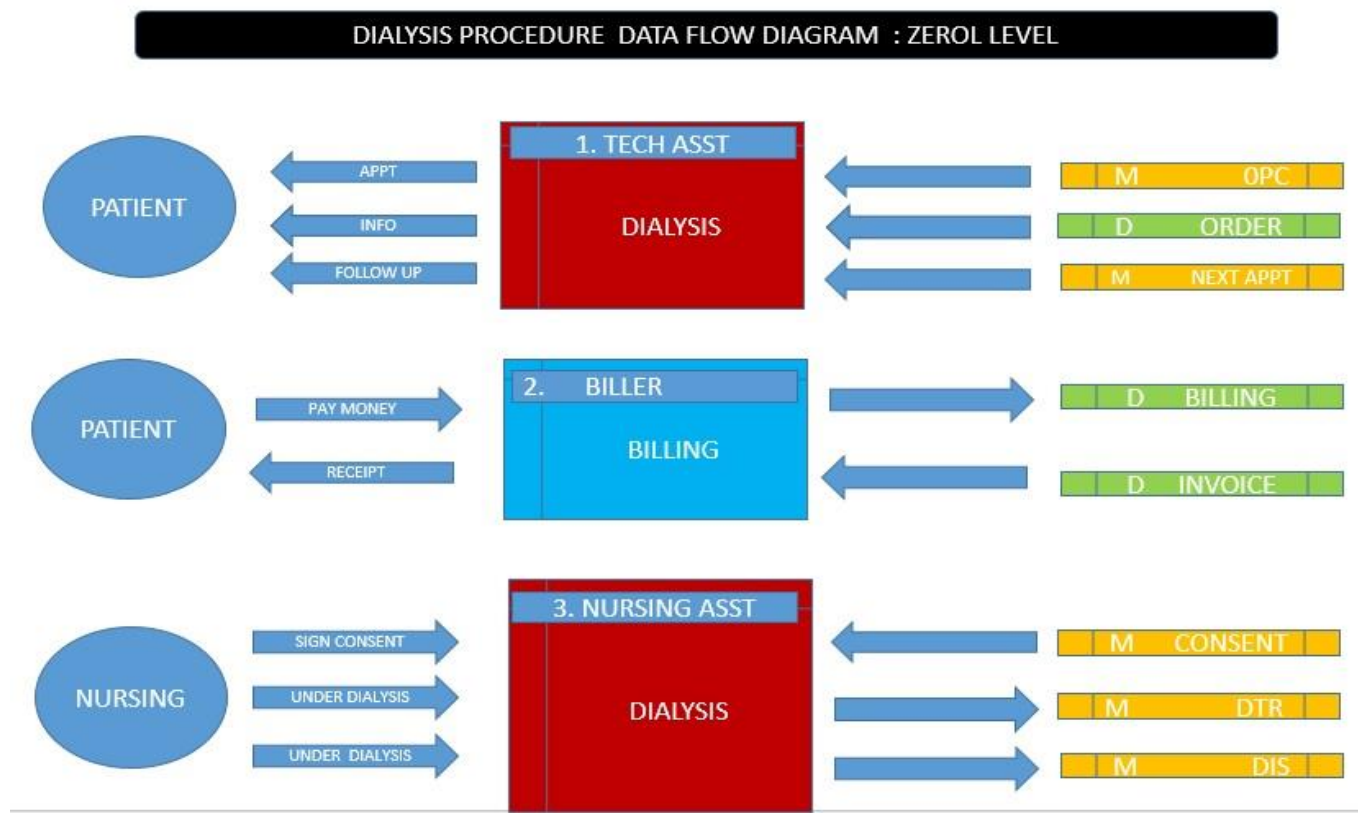 DIALYSIS PROCEDURE DATA FLOW DIAGRAM : ZEROL LEVEL
PATIENT
APPT
INFO
FOLLOW UP
1. TECH ASST
DIALYSIS
M 0PC
D ORDER
M NEXT APPT
PATIENT
PAY MONEY
RECEIPT
2. BILLER
BILLING
D BILLING
D INVOICE
NURSING
SIGN CONSENT
UNDER DIALYSIS
UNDER DIALYSIS
3. NURSING ASST
DIALYSIS
M CONSENT
M DTR
M DIS